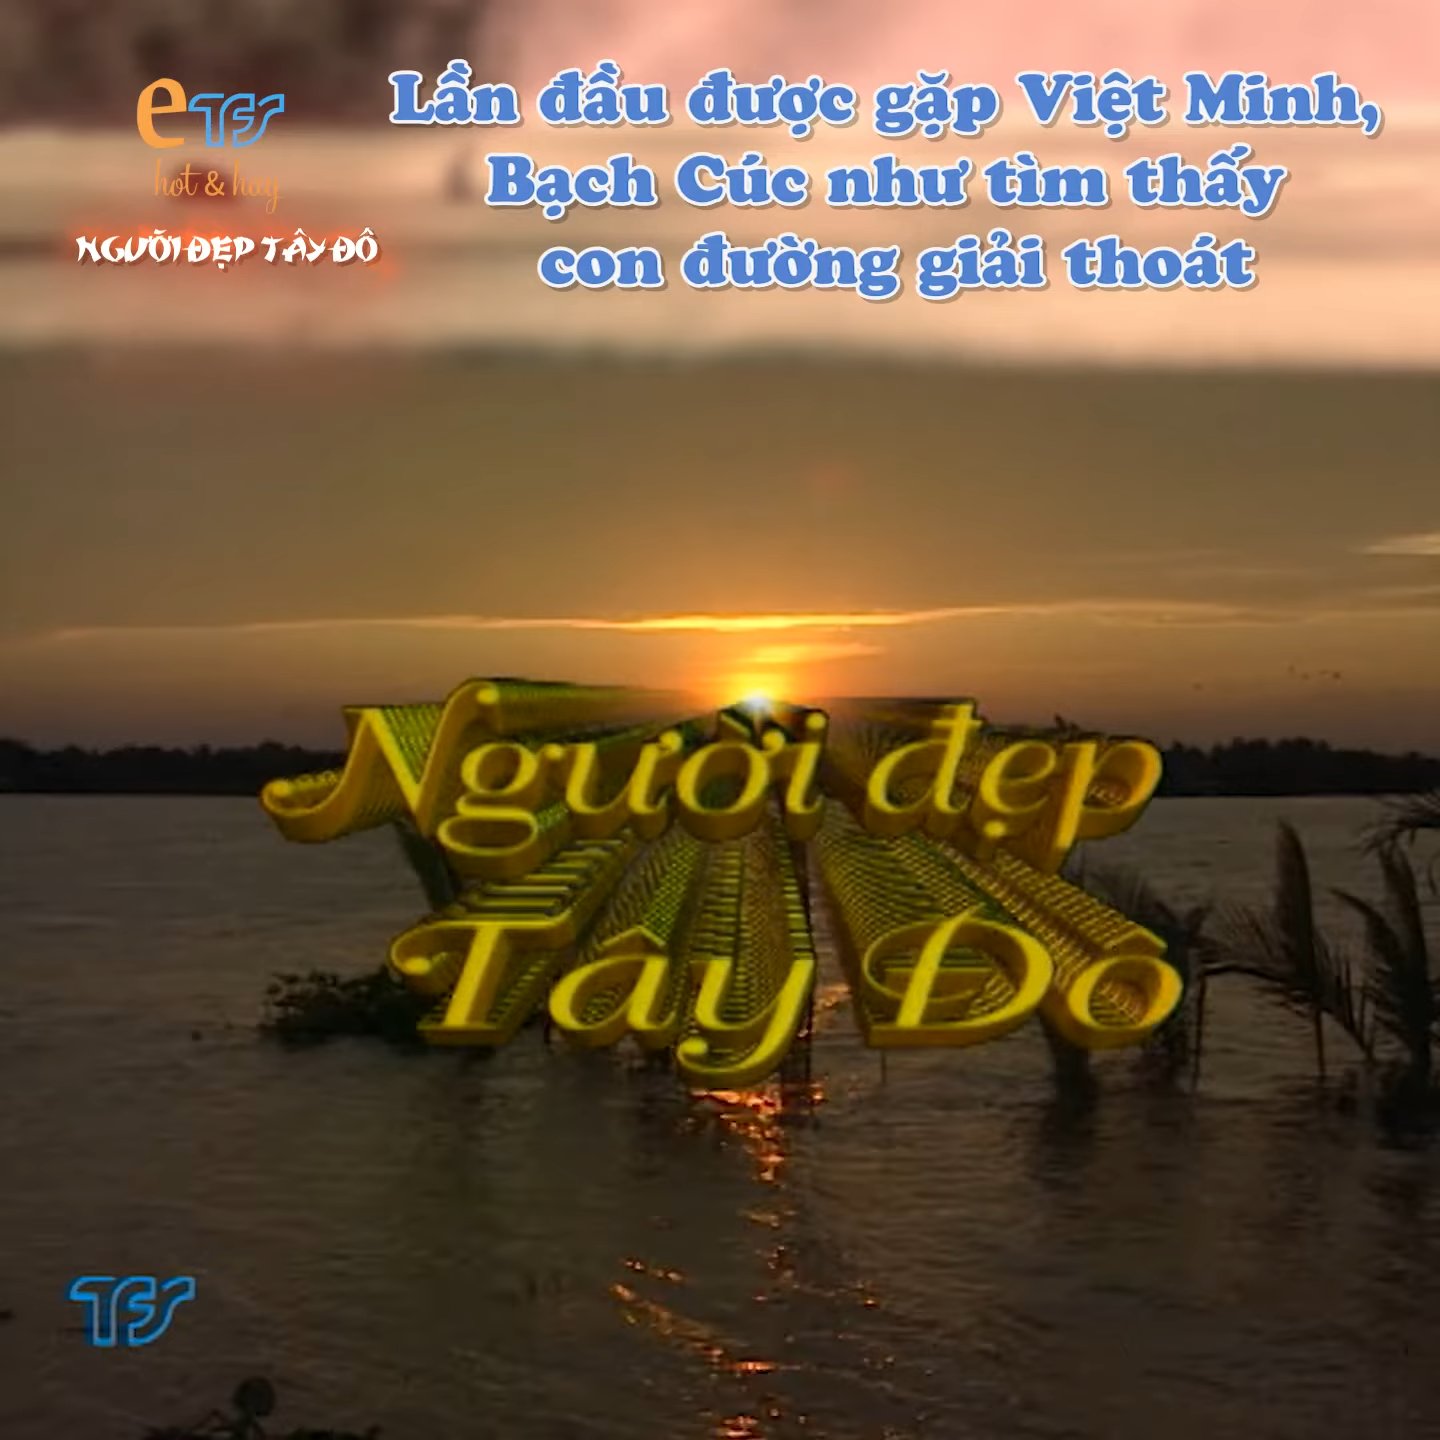 eTFS
hot & hay
NGƯỜI ĐẸP TÂY ĐÔ
Lần đầu được gặp Việt Minh,
Bạch Cúc như tìm thấy
con đường giải thoát
Người đẹp
Tây Đô
TFS